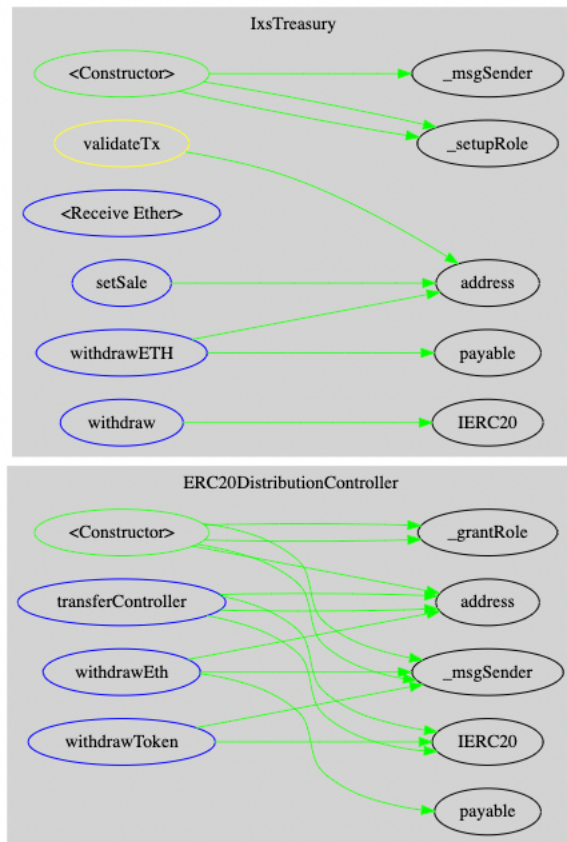 IxsTreasury
<Constructor>
_msgSender
validateTx
_setupRole
<Receive Ether>
setSale
address
withdrawETH
payable
withdraw
IERC20
ERC20DistributionController
<Constructor>
_grantRole
transferController
address
withdrawEth
_msgSender
withdrawToken
IERC20
payable